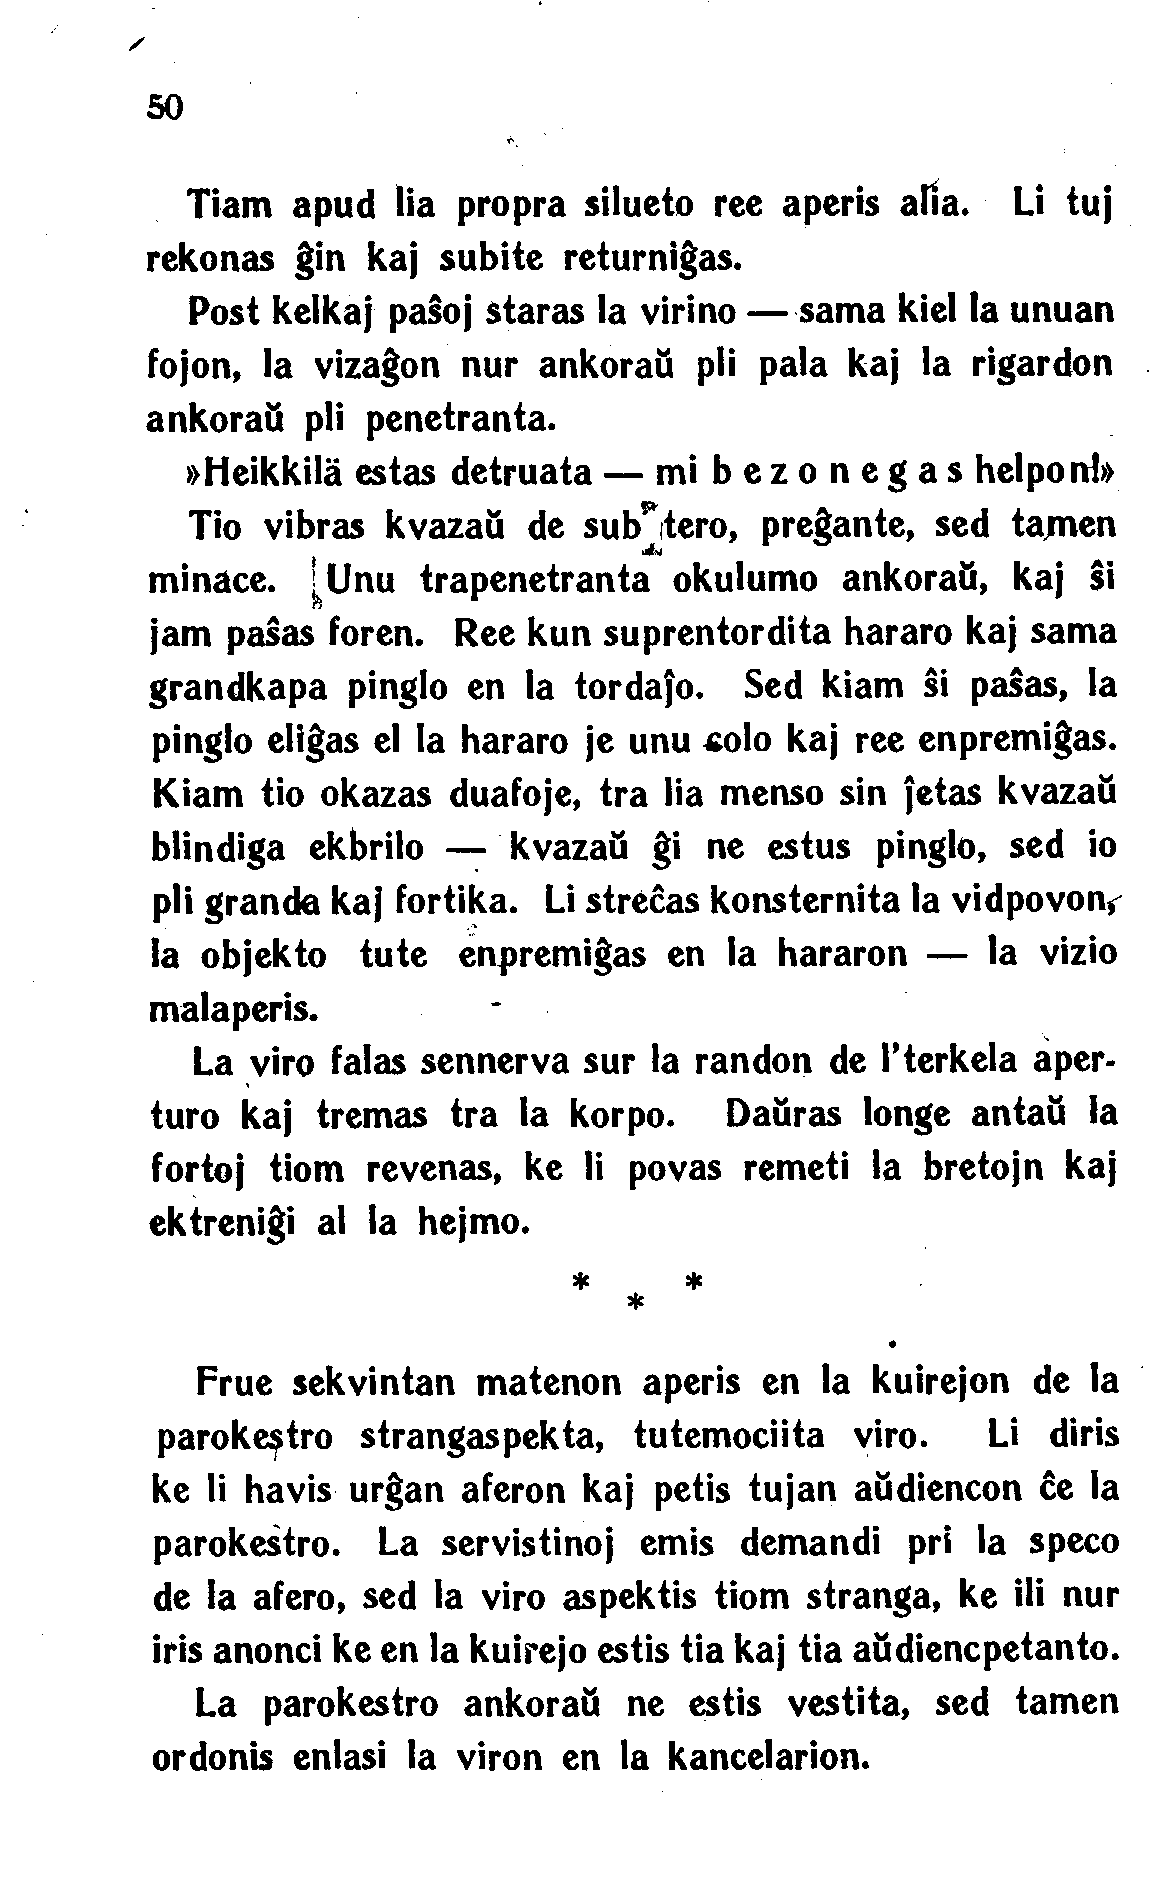 50
Tiam apud lia propra silueto ree aperis alia. Li tuj
rekonas ĝin kaj subite returniĝas.
Post kelkaj paŝoj staras la virino — sama kiel la unuan
fojon, la vizaĝon nur ankoraŭ pli pala kaj la rigardon
ankoraŭ pli penetranta.
»Heikkilä estas detruata — mi b e z o n e g a s helpon!»
Tio vibras kvazaŭ de sub tero, preĝante, sed tamen
minace. Unu trapenetranta okulumo ankoraŭ, kaj ŝi
jam paŝas foren. Ree kun suprentordita hararo kaj sama
grandkapa pinglo en la tordaĵo. Sed kiam ŝi paŝas, la
pinglo eliĝas el la hararo je unu colo kaj ree enpremiĝas.
Kiam tio okazas duafoje, tra lia menso sin ĵetas kvazaŭ
blindiga ekbrilo — kvazaŭ ĝi ne estus pinglo, sed io
pli granda kaj fortika. Li streĉas konsternita la vidpovon,
la objekto tute enpremiĝas en la hararon — la vizio
malaperis.
La viro falas sennerva sur la randon de l'terkela aper-
turo kaj tremas tra la korpo. Daŭras longe antaŭ la
fortoj tiom revenas, ke li povas remeti la bretojn kaj
ektreniĝi al la hejmo.
* * *
Frue sekvintan matenon aperis en la kuirejon de la
parokestro strangaspekta, tutemociita viro. Li diris
ke li havis urĝan aferon kaj petis tujan aŭdiencon ĉe la
parokestro. La servistinoj emis demandi pri la speco
de la afero, sed la viro aspektis tiom stranga, ke ili nur
iris anonci ke en la kuirejo estis tia kaj tia aŭdiencpetanto.
La parokestro ankoraŭ ne estis vestita, sed tamen
ordonis enlasi la viron en la kancelarion.